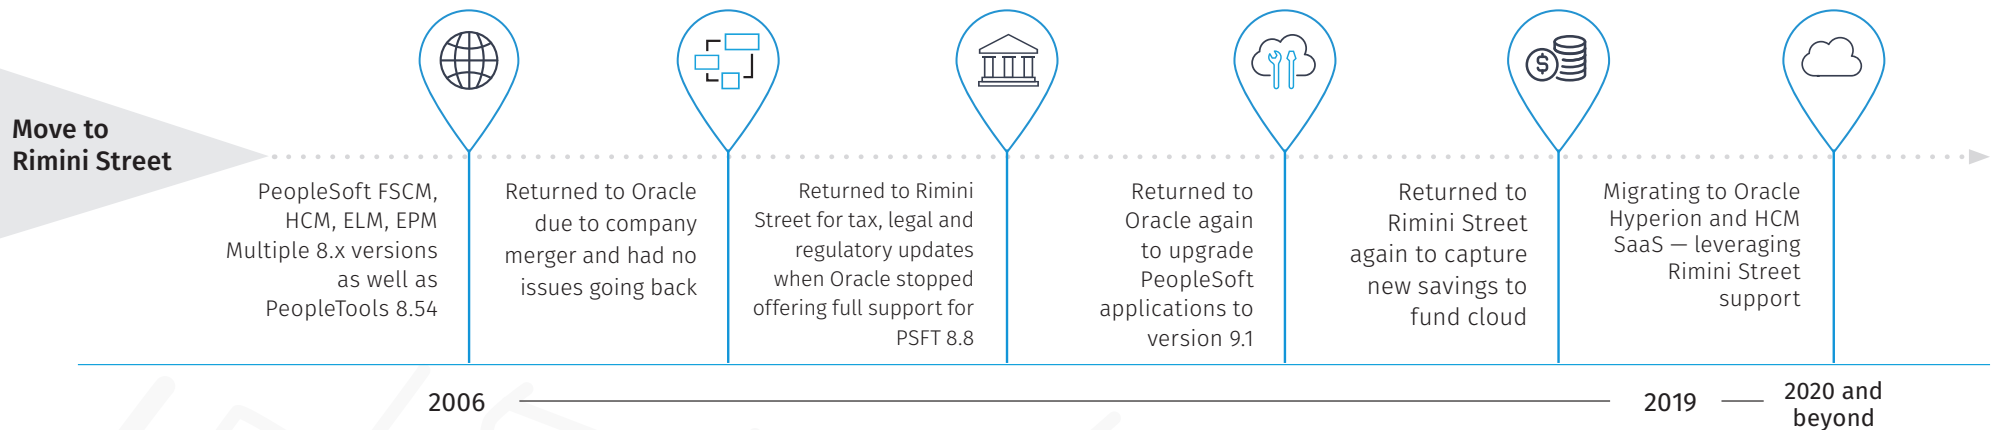 Move to
Rimini Street
PeopleSoft FSCM,
HCM, ELM, EPM
Multiple 8.x versions
as well as
PeopleTools 8.54
Returned to Oracle
due to company
merger and had no
issues going back
Returned to Rimini
Street for tax, legal and
regulatory updates
when Oracle stopped
offering full support for
PSFT 8.8
Returned to
Oracle again
to upgrade
PeopleSoft
applications to
version 9.1
$
Returned to
Rimini Street
again to capture
new savings to
fund cloud
Migrating to Oracle
Hyperion and HCM
SaaS — leveraging
Rimini Street
support
2006
2019
2020 and
beyond